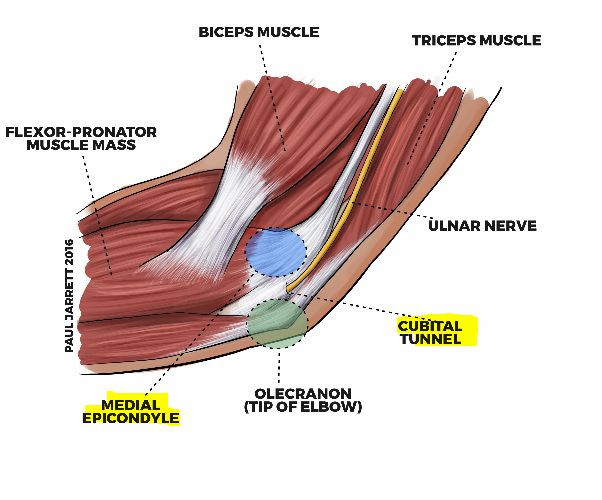 BICEPS MUSCLE
TRICEPS MUSCLE
FLEXOR-PRONATOR
MUSCLE MASS
ULNAR NERVE
PAUL JARRETT 2016
CUBITAL
TUNNEL
OLECRANON
(TIP OF ELBOW)
MEDIAL
EPICONDYLE